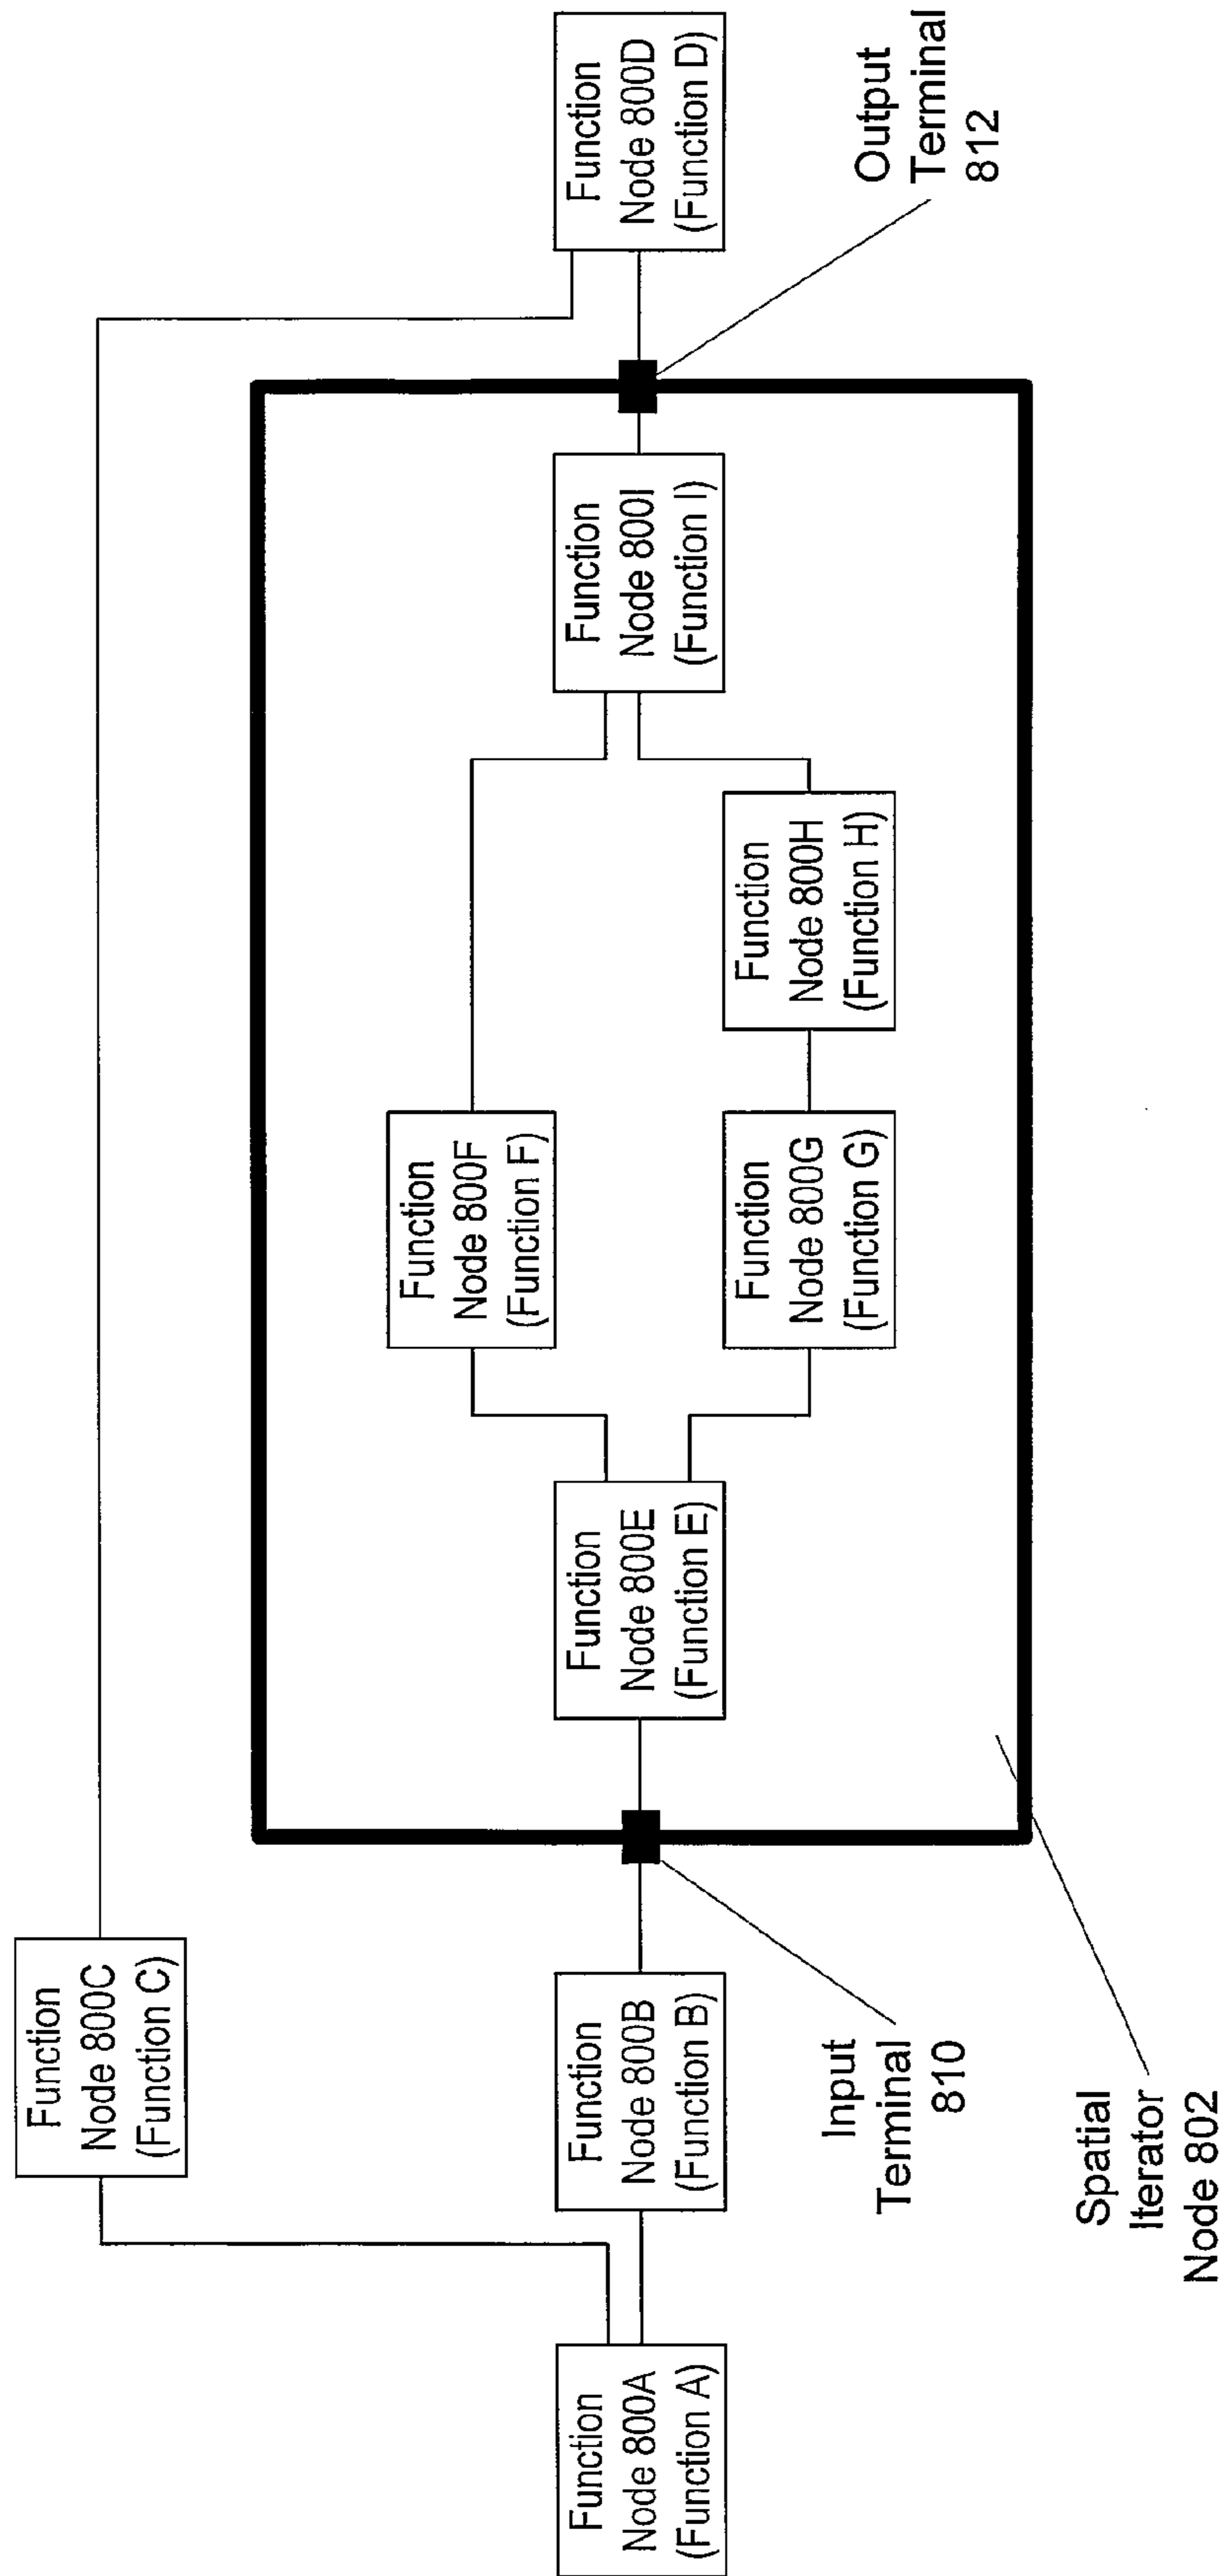 Function
Node 800C
(Function C)
Function
Node 800A
(Function A)
Function
Node 800B
(Function B)
Function
Node 800E
(Function E)
Function
Node 800F
(Function F)
Function
Node 800G
(Function G)
Function
Node 800H
(Function H)
Function
Node 800I
(Function I)
Function
Node 800D
(Function D)
Input
Terminal
810
Output
Terminal
812
Spatial
Iterator
Node 802